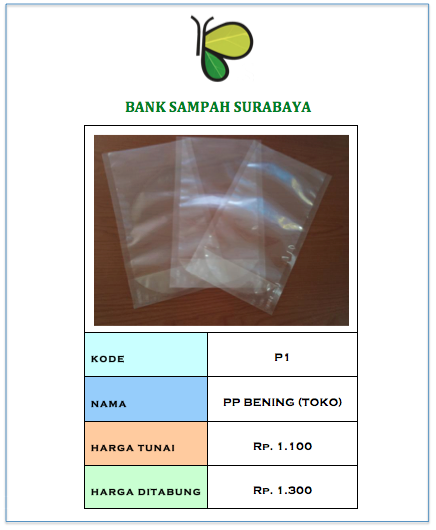 BANK SAMPAH SURABAYA
KODE P1
NAMA PP BENING (TOKO)
HARGA TUNAI Rp. 1.100
HARGA DITABUNG Rp. 1.300